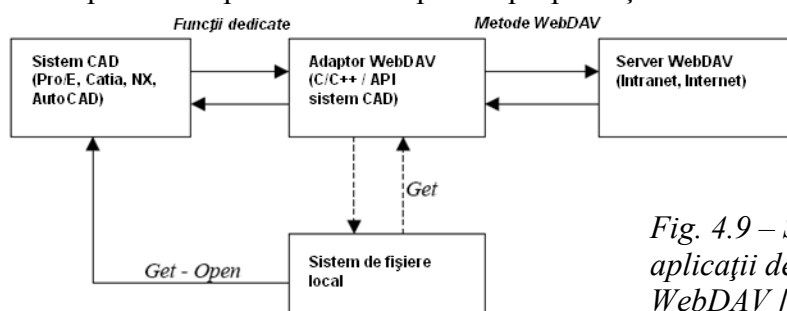 Funcţii dedicate
Metode WebDAV
Sistem CAD
(Pro/E, Catia, NX,
AutoCAD)
Adaptor WebDAV
(C/C++ / API
sistem CAD)
Server WebDAV
(Intranet, Internet)
Get
Get - Open
Sistem de fişiere
local
Fig. 4.9 –
aplicaţii de
WebDAV [